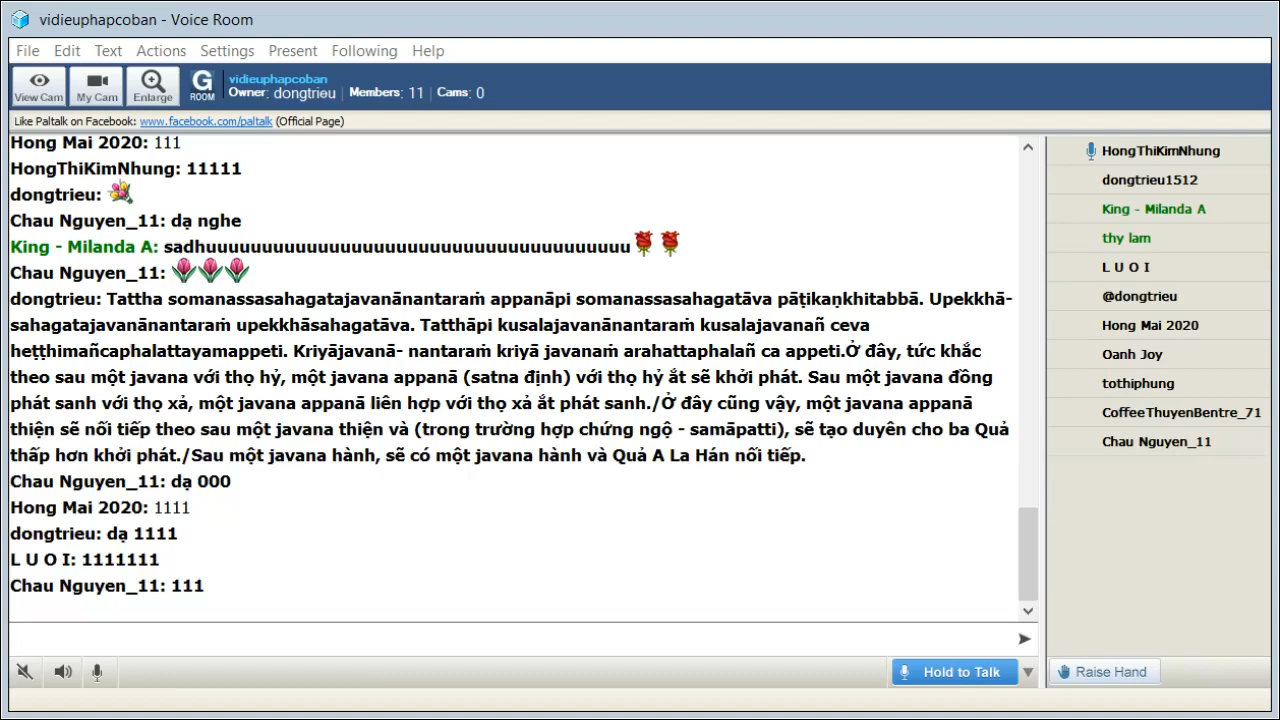 vidieuphapcoban - Voice Room
File Edit Text Actions Settings Present Following Help
View Cam My Cam Enlarge G ROOM
vidieuphapcoban
Owner: dongtrieu | Members: 11 | Cams: 0
Like Paltalk on Facebook: www.facebook.com/paltalk (Official Page)
Hong Mai 2020: 111
HongThiKimNhung: 11111
dongtrieu:
Chau Nguyen_11: dạ nghe
King - Milanda A: sadhuuuuuuuuuuuuuuuuuuuuuuuuuuuuuuuuuuuuuu
Chau Nguyen_11:
dongtrieu: Tattha somanassasahagatajavanānantaraṁ appanāpi somanassasahagatāva pāṭikaṇkhitabbā. Upekkhā-
sahagatajavanānantaraṁ upekkhāsahagatāva. Tatthāpi kusalajavanānantaraṁ kusalajavanañ ceva
heṭṭhimañcaphalattayamappeti. Kriyājavanā- nantaraṁ kriyā javanaṁ arahattaphalañ ca appeti.Ở đây, tức khắc
theo sau một javana với thọ hỷ, một javana appanā (satna định) với thọ hỷ ắt sẽ khởi phát. Sau một javana đồng
phát sanh với thọ xả, một javana appanā liên hợp với thọ xả ắt phát sanh./Ở đây cũng vậy, một javana appanā
thiện sẽ nối tiếp theo sau một javana thiện và (trong trường hợp chứng ngộ - samāpatti), sẽ tạo duyên cho ba Quả
thấp hơn khởi phát./Sau một javana hành, sẽ có một javana hành và Quả A La Hán nối tiếp.
Chau Nguyen_11: dạ 000
Hong Mai 2020: 1111
dongtrieu: dạ 1111
L U O I: 1111111
Chau Nguyen_11: 111
Hold to Talk
HongThiKimNhung
dongtrieu1512
King - Milanda A
thy lam
L U O I
@dongtrieu
Hong Mai 2020
Oanh Joy
tothiphung
CoffeeThuyenBentre_71
Chau Nguyen_11
Raise Hand